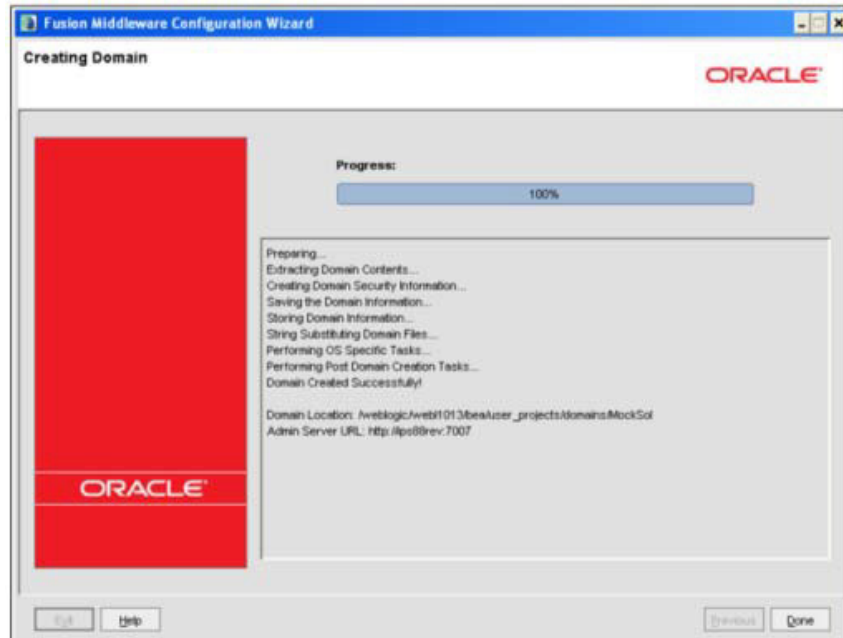 Fusion Middleware Configuration Wizard
Creating Domain
ORACLE
Progress:
100%
Preparing...
Extracting Domain Contents...
Creating Domain Security Information...
Saving the Domain Information...
Storing Domain Information...
String Substituting Domain Files...
Performing OS Specific Tasks...
Performing Post Domain Creation Tasks...
Domain Created Successfully!
Domain Location: /weblogic/webl1013/bea/user_projects/domains/MockSol
Admin Server URL: http://ips88rev:7007
ORACLE
Exit Help Previous Done